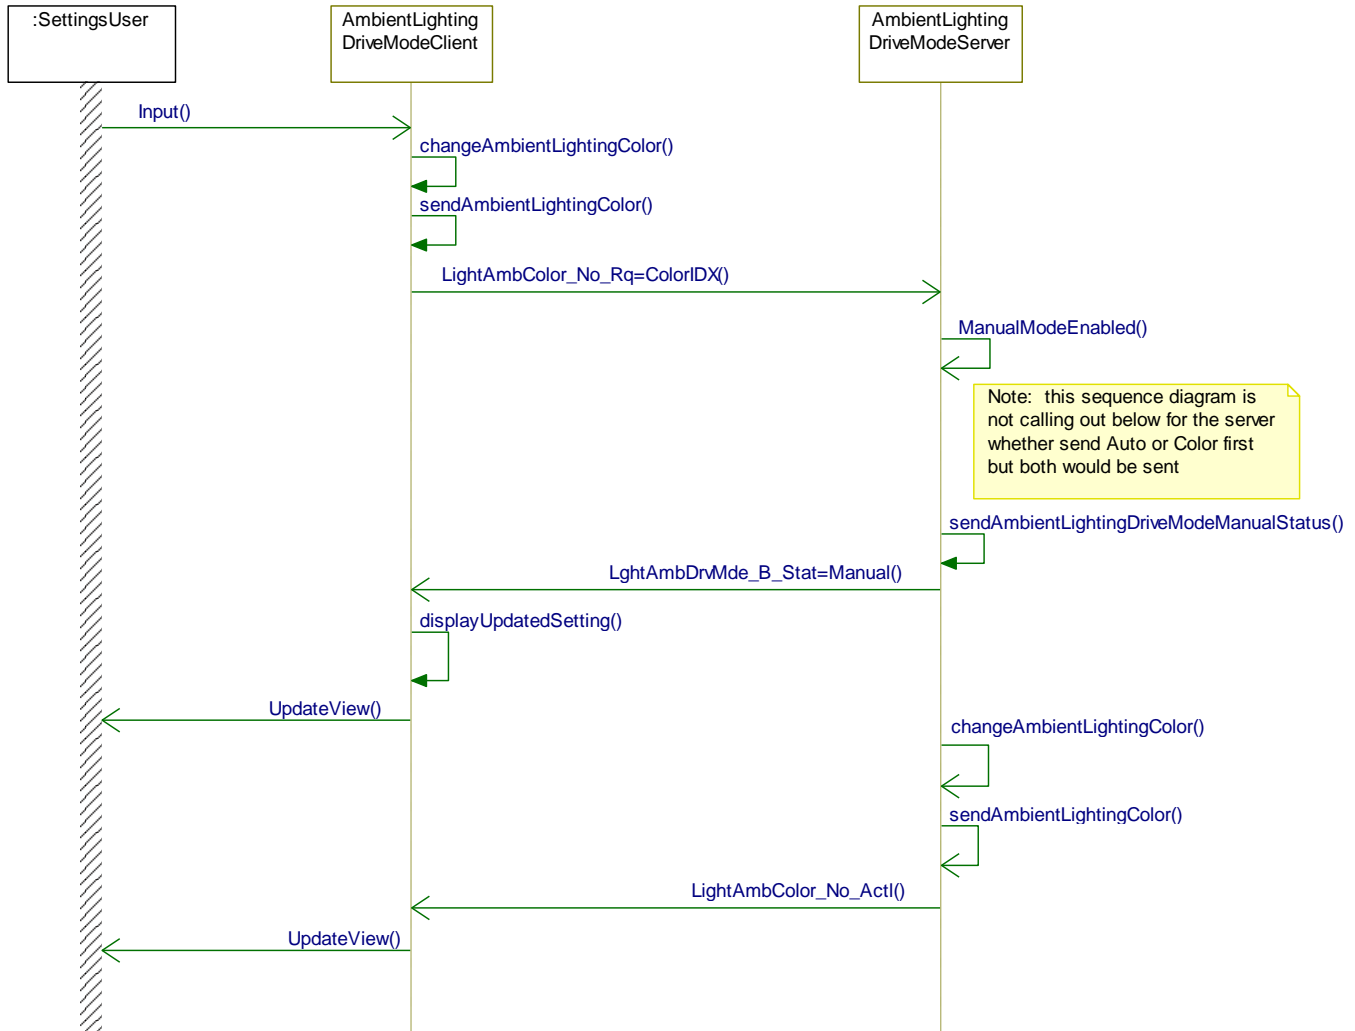 :SettingsUser
AmbientLighting
DriveModeClient
AmbientLighting
DriveModeServer
Input()
changeAmbientLightingColor()
sendAmbientLightingColor()
LightAmbColor_No_Rq=ColorIDX()
ManualModeEnabled()
Note:  this sequence diagram is
not calling out below for the server
whether send Auto or Color first
but both would be sent
sendAmbientLightingDriveModeManualStatus()
LghtAmbDrvMde_B_Stat=Manual()
displayUpdatedSetting()
UpdateView()
changeAmbientLightingColor()
sendAmbientLightingColor()
LightAmbColor_No_Actl()
UpdateView()